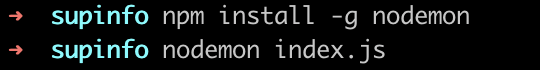 ➜ supinfo npm install -g nodemon
➜ supinfo nodemon index.js